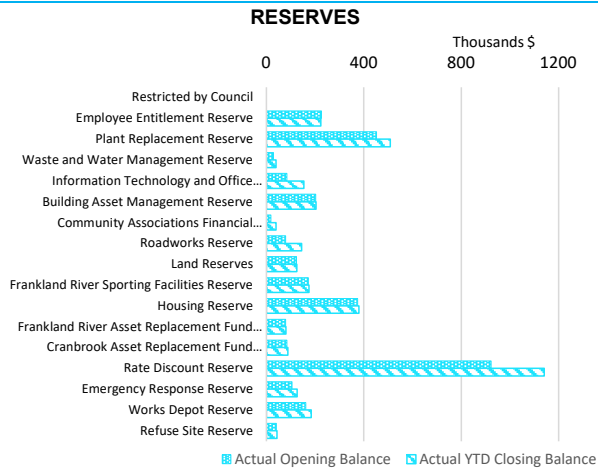 RESERVES
Thousands $
0 400 800 1200
Restricted by Council
Employee Entitlement Reserve
Plant Replacement Reserve
Waste and Water Management Reserve
Information Technology and Office...
Building Asset Management Reserve
Community Associations Financial...
Roadworks Reserve
Land Reserves
Frankland River Sporting Facilities Reserve
Housing Reserve
Frankland River Asset Replacement Fund...
Cranbrook Asset Replacement Fund...
Rate Discount Reserve
Emergency Response Reserve
Works Depot Reserve
Refuse Site Reserve
Actual Opening Balance Actual YTD Closing Balance